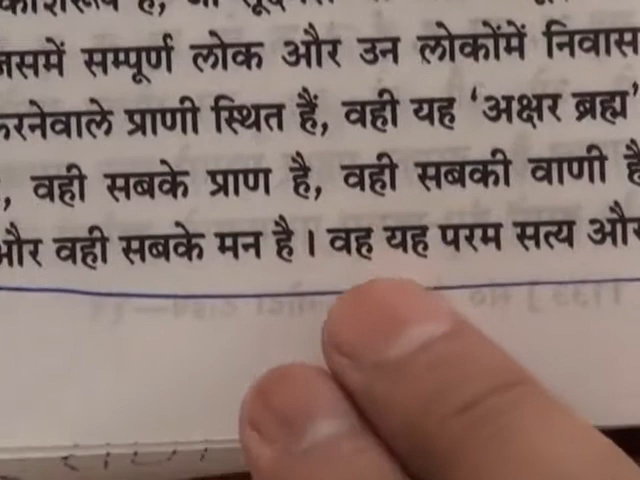 जिसमें सम्पूर्ण लोक और उन लोकोंमें निवास
करनेवाले प्राणी स्थित हैं, वही यह ‘अक्षर ब्रह्म’
, वही सबके प्राण है, वही सबकी वाणी है
और वही सबके मन है । वह यह परम सत्य और